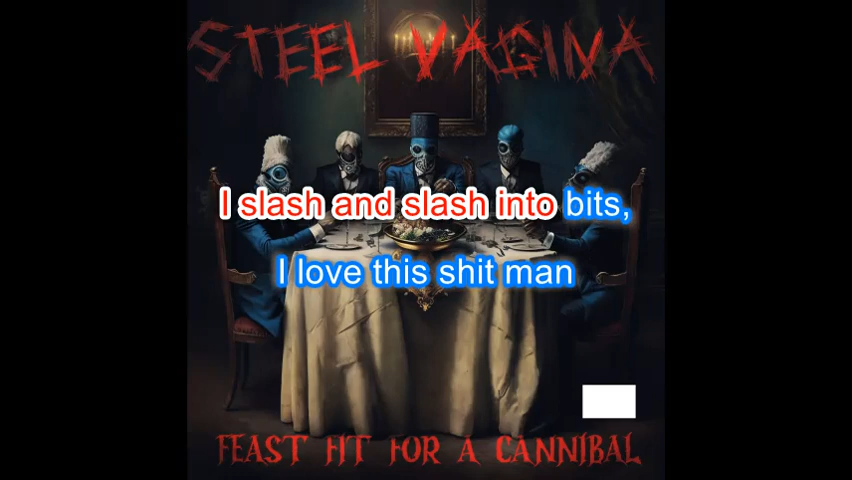 STEEL VAGINA
I slash and slash into bits,
I love this shit man
FEAST FIT FOR A CANNIBAL